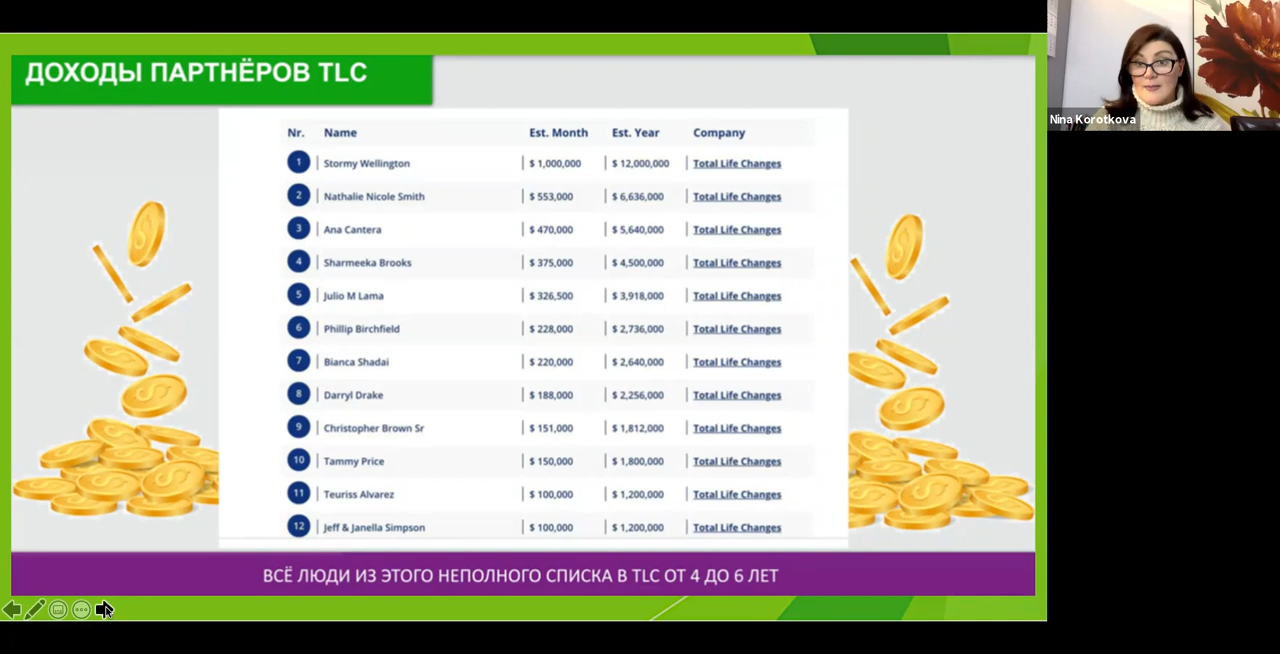 ДОХОДЫ ПАРТНЁРОВ TLC
Nr. Name Est. Month Est. Year Company
1 Stormy Wellington $ 1,000,000 $ 12,000,000 Total Life Changes
2 Nathalie Nicole Smith $ 553,000 $ 6,636,000 Total Life Changes
3 Ana Cantera $ 470,000 $ 5,640,000 Total Life Changes
4 Sharmeeka Brooks $ 375,000 $ 4,500,000 Total Life Changes
5 Julio M Lama $ 326,500 $ 3,918,000 Total Life Changes
6 Phillip Birchfield $ 228,000 $ 2,736,000 Total Life Changes
7 Bianca Shadai $ 220,000 $ 2,640,000 Total Life Changes
8 Darryl Drake $ 188,000 $ 2,256,000 Total Life Changes
9 Christopher Brown Sr $ 151,000 $ 1,812,000 Total Life Changes
10 Tammy Price $ 150,000 $ 1,800,000 Total Life Changes
11 Teuriss Alvarez $ 100,000 $ 1,200,000 Total Life Changes
12 Jeff & Janella Simpson $ 100,000 $ 1,200,000 Total Life Changes
ВСЁ ЛЮДИ ИЗ ЭТОГО НЕПОЛНОГО СПИСКА В TLC ОТ 4 ДО 6 ЛЕТ
Nina Korotkova